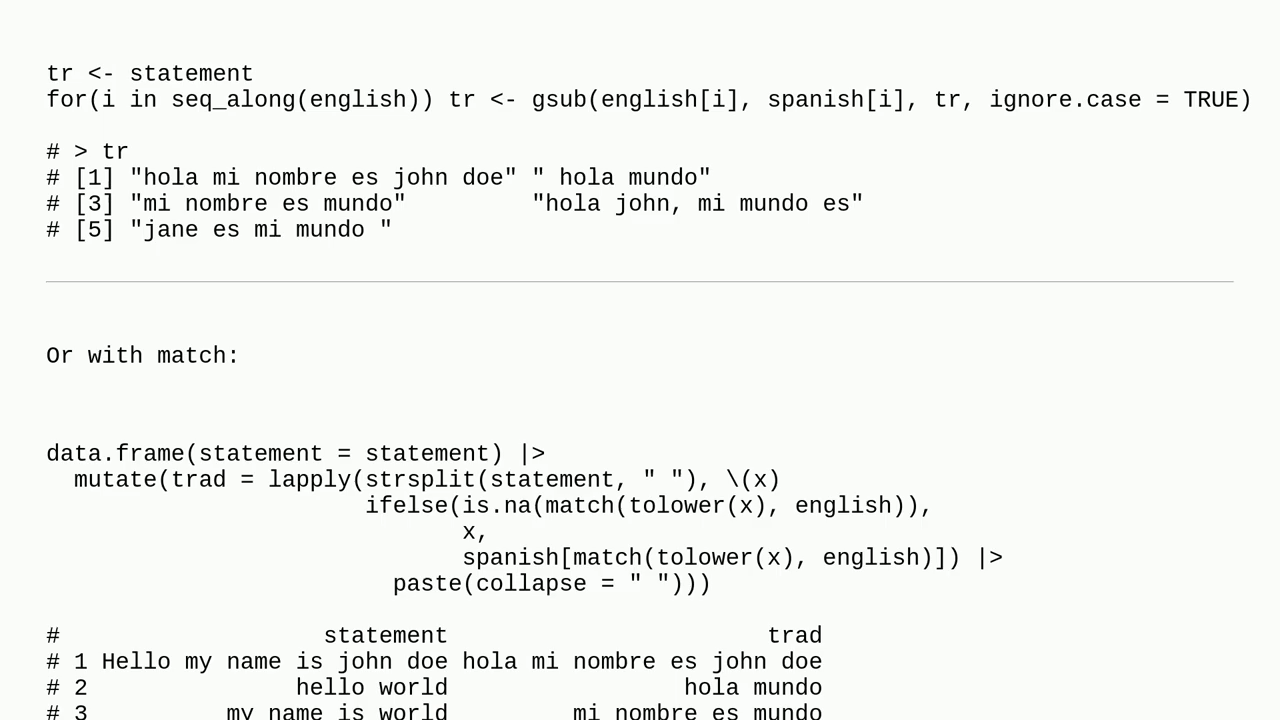 tr <- statement
for(i in seq_along(english)) tr <- gsub(english[i], spanish[i], tr, ignore.case = TRUE)
# > tr
# [1] "hola mi nombre es john doe" " hola mundo"
# [3] "mi nombre es mundo"         "hola john, mi mundo es"
# [5] "jane es mi mundo "
Or with match:
data.frame(statement = statement) |>
  mutate(trad = lapply(strsplit(statement, " "), \(x)
                       ifelse(is.na(match(tolower(x), english)),
                              x,
                              spanish[match(tolower(x), english)]) |>
                         paste(collapse = " ")))
#                   statement                       trad
# 1 Hello my name is john doe hola mi nombre es john doe
# 2               hello world                 hola mundo
# 3          my name is world         mi nombre es mundo